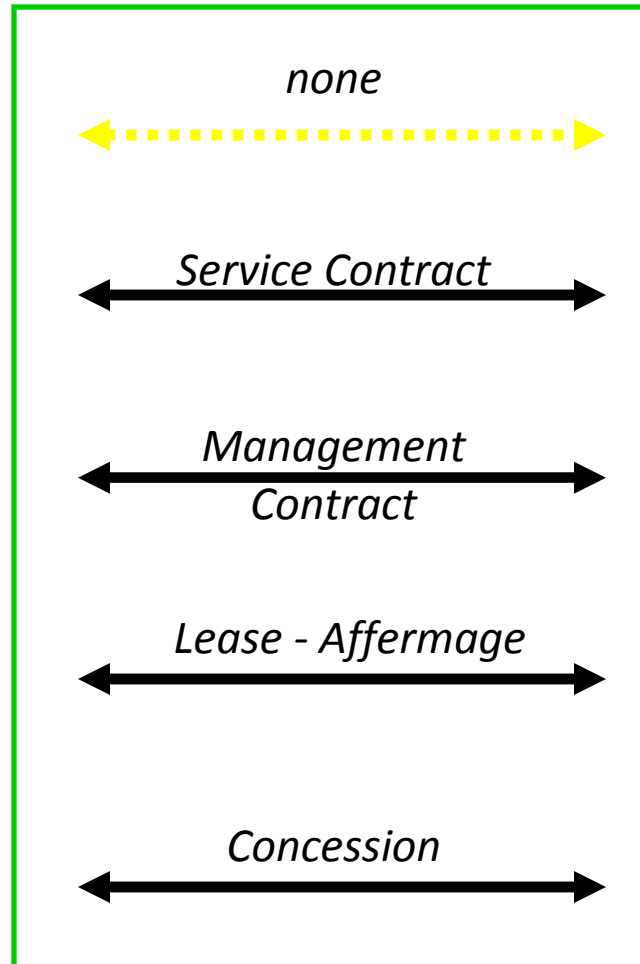 none
Service Contract
Management
Contract
Lease - Affermage
Concession